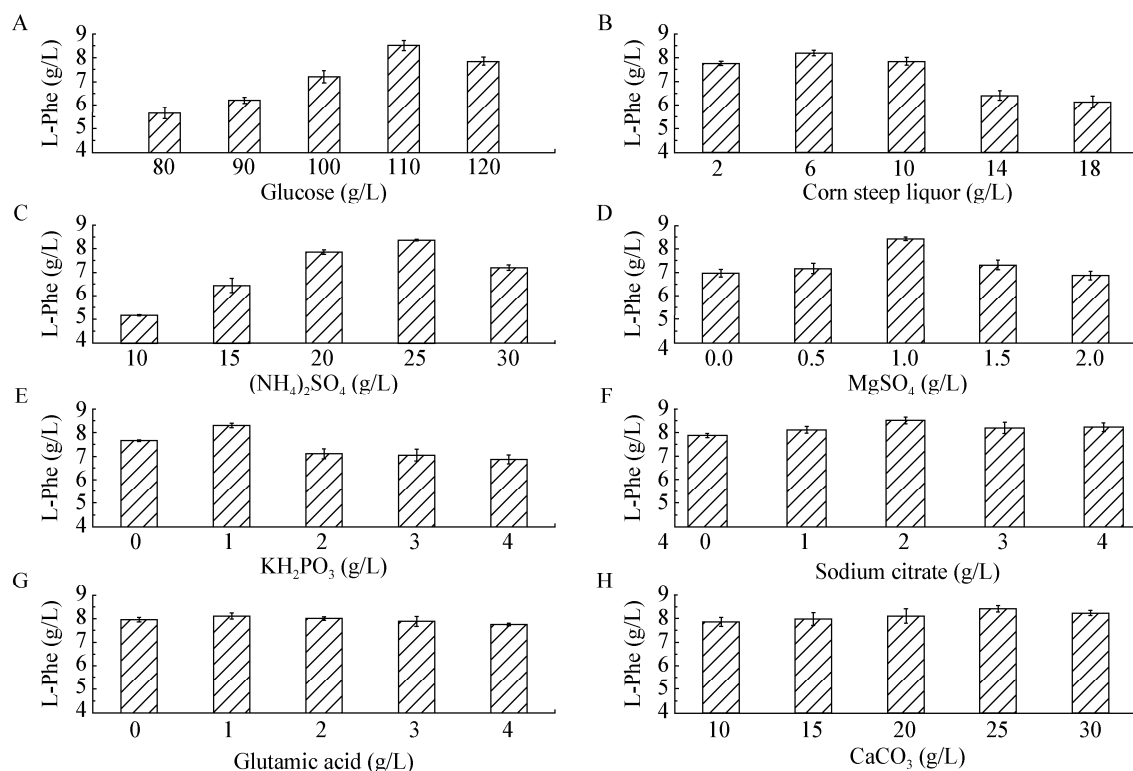 A
L-Phe (g/L)
9
8
7
6
5
4
80 90 100 110 120
Glucose (g/L)
B
L-Phe (g/L)
9
8
7
6
5
4
2 6 10 14 18
Corn steep liquor (g/L)
C
L-Phe (g/L)
9
8
7
6
5
4
10 15 20 25 30
(NH₄)₂SO₄ (g/L)
D
L-Phe (g/L)
9
8
7
6
5
4
0.0 0.5 1.0 1.5 2.0
MgSO₄ (g/L)
E
L-Phe (g/L)
9
8
7
6
5
4
0 1 2 3 4
KH₂PO₃ (g/L)
F
L-Phe (g/L)
9
8
7
6
5
4
0 1 2 3 4
Sodium citrate (g/L)
G
L-Phe (g/L)
9
8
7
6
5
4
0 1 2 3 4
Glutamic acid (g/L)
H
L-Phe (g/L)
9
8
7
6
5
4
10 15 20 25 30
CaCO₃ (g/L)